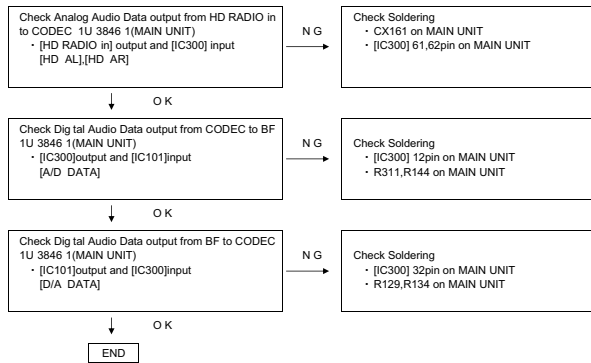 Check Analog Audio Data output from HD RADIO in
to CODEC 1U 3846 1(MAIN UNIT)
・ [HD RADIO in] output and [IC300] input
[HD AL],[HD AR]
N G
Check Soldering
・ CX161 on MAIN UNIT
・ [IC300] 61,62pin on MAIN UNIT
O K
Check Dig tal Audio Data output from CODEC to BF
1U 3846 1(MAIN UNIT)
・ [IC300]output and [IC101]input
[A/D DATA]
N G
Check Soldering
・ [IC300] 12pin on MAIN UNIT
・ R311,R144 on MAIN UNIT
O K
Check Dig tal Audio Data output from BF to CODEC
1U 3846 1(MAIN UNIT)
・ [IC101]output and [IC300]input
[D/A DATA]
N G
Check Soldering
・ [IC300] 32pin on MAIN UNIT
・ R129,R134 on MAIN UNIT
O K
END